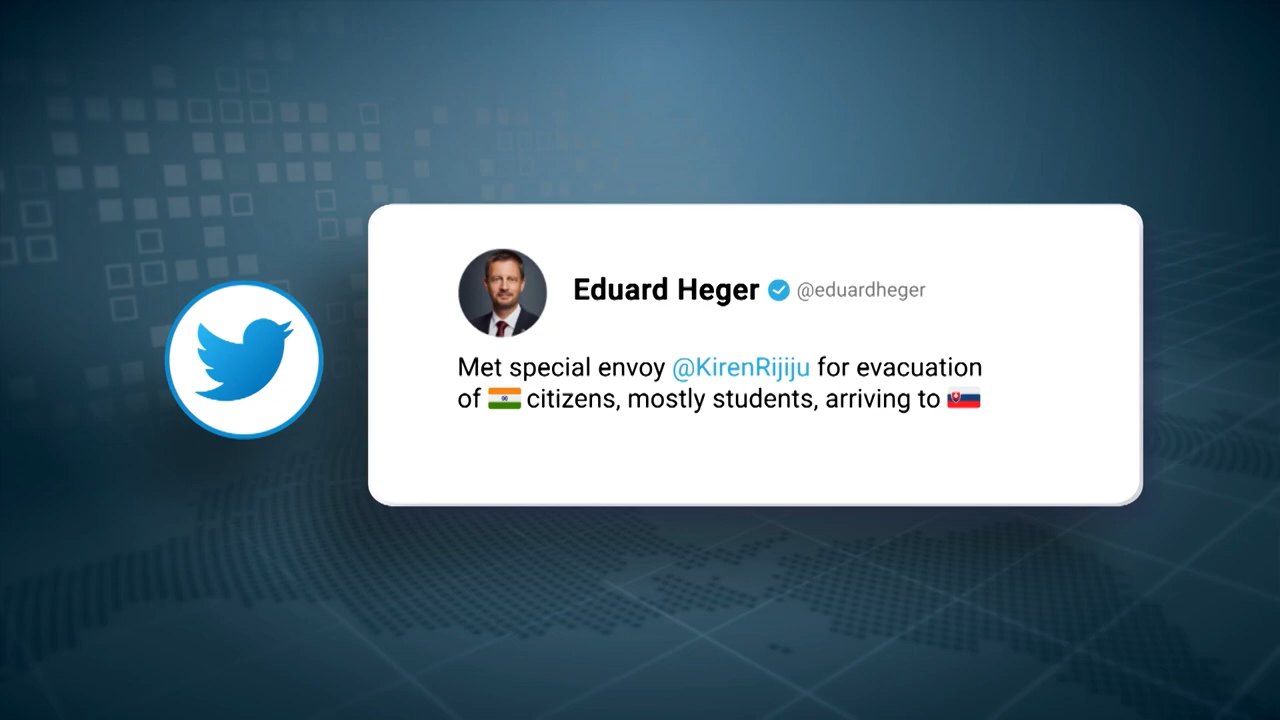 Eduard Heger @eduardheger
Met special envoy @KirenRijiju for evacuation
of 🇮🇳 citizens, mostly students, arriving to 🇸🇰